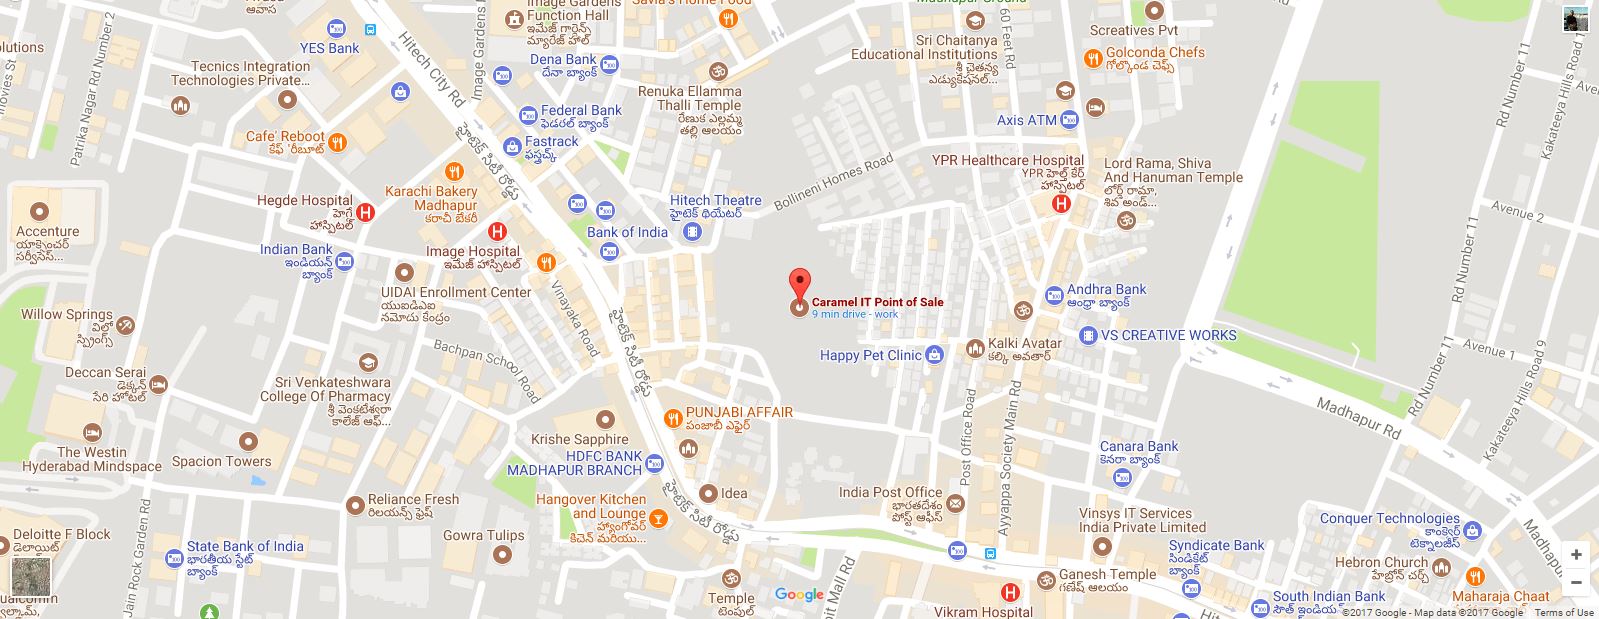 ఆవాస
Image Gardens
Function Hall
ఇమేజ్ గార్డెన్స్
మ్యారేజ్ హాల్
Savla's Home Food
Madhapur Ground
60 Feet Rd
Screatives Pvt
YES Bank
Hitech City Rd
Image Gardens
Dena Bank
దేనా బ్యాంక్
Sri Chaitanya
Educational Institutions
శ్రీ చైతన్య
ఎడ్యుకేషనల్...
Golconda Chefs
గోల్కొండ చెఫ్స్
Rd Number 11
Kakateeya Hills Road
Patrika Nagar Rd Number 2
Tecnics Integration
Technologies Private...
Renuka Ellamma
Thalli Temple
రేణుక ఎల్లమ్మ
తల్లి ఆలయం
Federal Bank
ఫెడరల్ బ్యాంక్
Axis ATM
Cafe' Reboot
కేఫ్ 'రీబూట్
Fastrack
ఫస్ట్రాక్
హైటెక్ సిటీ రోడ్డు
Bollineni Homes Road
YPR Healthcare Hospital
YPR హెల్త్ కేర్
హాస్పిటల్
Lord Rama, Shiva
And Hanuman Temple
లోర్డ్ రామా,
శివ అండ్...
Karachi Bakery
Madhapur
కరాచీ బేకరీ
Hegde Hospital
హెగ్డే
హాస్పిటల్
Hitech Theatre
హైటెక్ థియేటర్
Avenue 2
Accenture
యాక్సెంచర్
సర్వీసెస్...
Bank of India
Indian Bank
ఇండియన్
బ్యాంక్
Image Hospital
ఇమేజ్ హాస్పిటల్
Rd Number 11
UIDAI Enrollment Center
యుఐడిఏఐ
నమోదు కేంద్రం
Vinayaka Road
Caramel IT Point of Sale
9 min drive - work
Andhra Bank
ఆంధ్రా బ్యాంక్
Willow Springs
విల్లో
స్ప్రింగ్స్
హైటెక్ సిటీ రోడ్డు
VS CREATIVE WORKS
Bachpan School Road
Happy Pet Clinic
Kalki Avatar
కల్కి అవతార్
Avenue 1
Rd Number 11
Kakateeya Hills Road 9
Deccan Serai
డెక్కన్
సేరి హోటల్
Sri Venkateshwara
College Of Pharmacy
శ్రీ వెంకటేశ్వరా
కాలేజ్ ఆఫ్...
PUNJABI AFFAIR
పంజాబీ ఎఫైర్
Post Office Road
Ayyappa Society Main Rd
Madhapur Rd
The Westin
Hyderabad Mindspace
Spacion Towers
Krishe Sapphire
HDFC BANK
MADHAPUR BRANCH
Canara Bank
కెనరా బ్యాంక్
Reliance Fresh
రిలయన్స్ ఫ్రెష్
Idea
హైటెక్ సిటీ రోడ్డు
India Post Office
భారతదేశం
పోస్ట్ ఆఫీస్
Jain Rock Garden Rd
Hangover Kitchen
and Lounge
హ్యాంగోవర్
కిచెన్ మరియు...
Vinsys IT Services
India Private Limited
Conquer Technologies
కాంక్వెర్
టెక్నాలజీస్
Madhapur
Deloitte F Block
డెలాయిట్
Gowra Tulips
State Bank of India
భారతీయ స్టేట్
బ్యాంక్
Syndicate Bank
సిండికేట్
బ్యాంక్
Hebron Church
హేబ్రోన్ చర్చ్
Ganesh Temple
గణేష్ ఆలయం
Temple
టెంపుల్
Google
Vikram Hospital
South Indian Bank
సౌత్ ఇండియన్...
Maharaja Chaat
©2017 Google - Map data ©2017 Google
Terms of Use